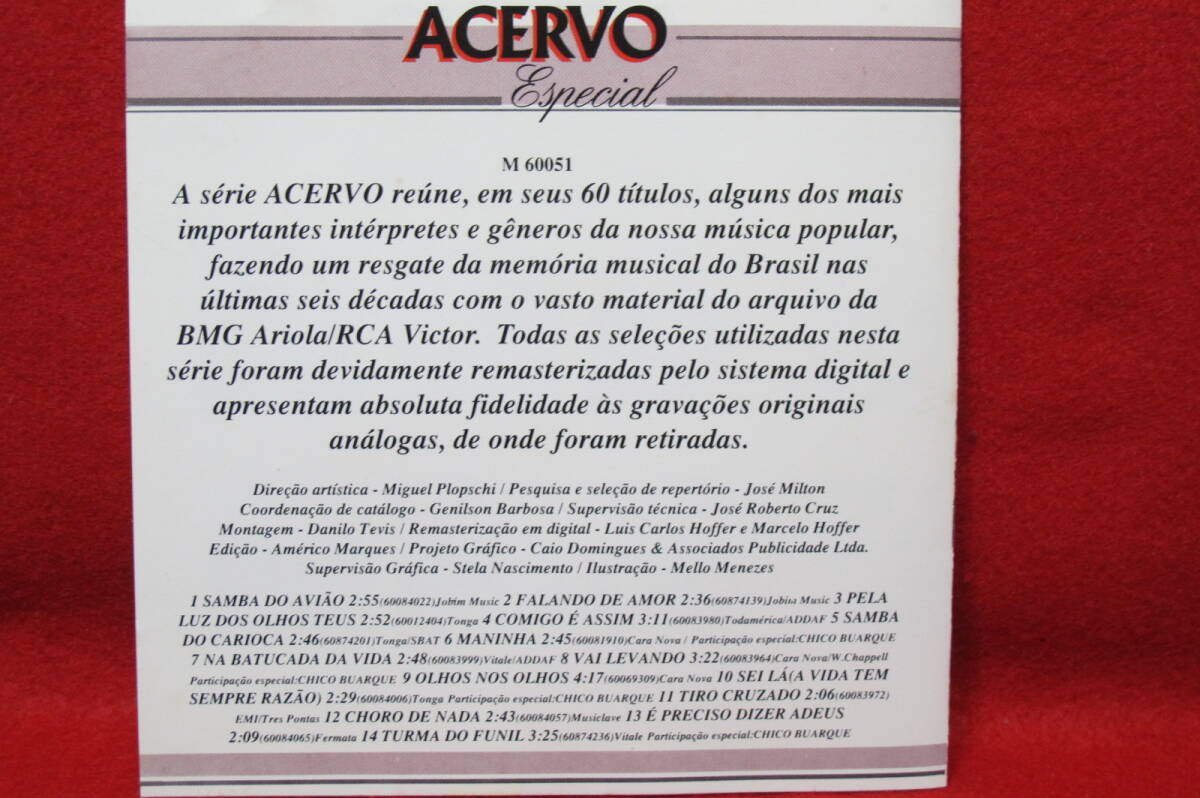 ACERVO
Especial
M 60051
A série ACERVO reúne, em seus 60 títulos, alguns dos mais
importantes intérpretes e gêneros da nossa música popular,
fazendo um resgate da memória musical do Brasil nas
últimas seis décadas com o vasto material do arquivo da
BMG Ariola/RCA Victor. Todas as seleções utilizadas nesta
série foram devidamente remasterizadas pelo sistema digital e
apresentam absoluta fidelidade às gravações originais
análogas, de onde foram retiradas.
Direção artística - Miguel Plopschi / Pesquisa e seleção de repertório - José Milton
Coordenação de catálogo - Genilson Barbosa / Supervisão técnica - José Roberto Cruz
Montagem - Danilo Tevis / Remasterização em digital - Luis Carlos Hoffer e Marcelo Hoffer
Edição - Américo Marques / Projeto Gráfico - Caio Domingues & Associados Publicidade Ltda.
Supervisão Gráfica - Stela Nascimento / Ilustração - Mello Menezes
1 SAMBA DO AVIÃO 2:55(60084022)Jobim Music 2 FALANDO DE AMOR 2:36(60874139)Jobim Music 3 PELA
LUZ DOS OLHOS TEUS 2:52(60012404)Tonga 4 COMIGO É ASSIM 3:11(60083980)Todamérica/ADDAF 5 SAMBA
DO CARIOCA 2:46(60874201)Tonga/SBAT 6 MANINHA 2:45(60081910)Cara Nova / Participação especial:CHICO BUARQUE
7 NA BATUCADA DA VIDA 2:48(60083999)Vitale/ADDAF 8 VAI LEVANDO 3:22(60083964)Cara Nova/W.Chappell
Participação especial:CHICO BUARQUE 9 OLHOS NOS OLHOS 4:17(60069309)Cara Nova 10 SEI LÁ(A VIDA TEM
SEMPRE RAZÃO) 2:29(60084006)Tonga Participação especial:CHICO BUARQUE 11 TIRO CRUZADO 2:06(60083972)
EMI/Tres Pontas 12 CHORO DE NADA 2:43(60084057)Musiclave 13 É PRECISO DIZER ADEUS
2:09(60084065)Fermata 14 TURMA DO FUNIL 3:25(60874236)Vitale Participação especial:CHICO BUARQUE